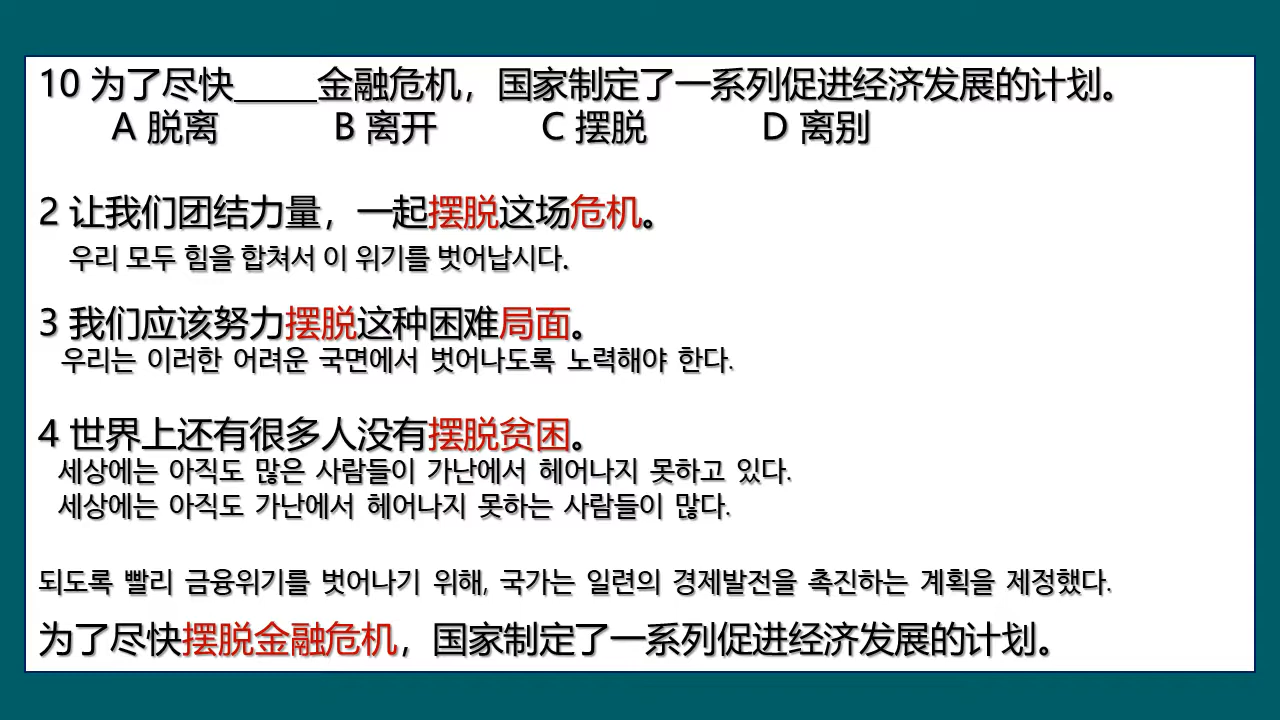 10 为了尽快_____金融危机，国家制定了一系列促进经济发展的计划。
A 脱离 B 离开 C 摆脱 D 离别
2 让我们团结力量，一起摆脱这场危机。
우리 모두 힘을 합쳐서 이 위기를 벗어납시다.
3 我们应该努力摆脱这种困难局面。
우리는 이러한 어려운 국면에서 벗어나도록 노력해야 한다.
4 世界上还有很多人没有摆脱贫困。
세상에는 아직도 많은 사람들이 가난에서 헤어나지 못하고 있다.
세상에는 아직도 가난에서 헤어나지 못하는 사람들이 많다.
되도록 빨리 금융위기를 벗어나기 위해, 국가는 일련의 경제발전을 촉진하는 계획을 제정했다.
为了尽快摆脱金融危机，国家制定了一系列促进经济发展的计划。